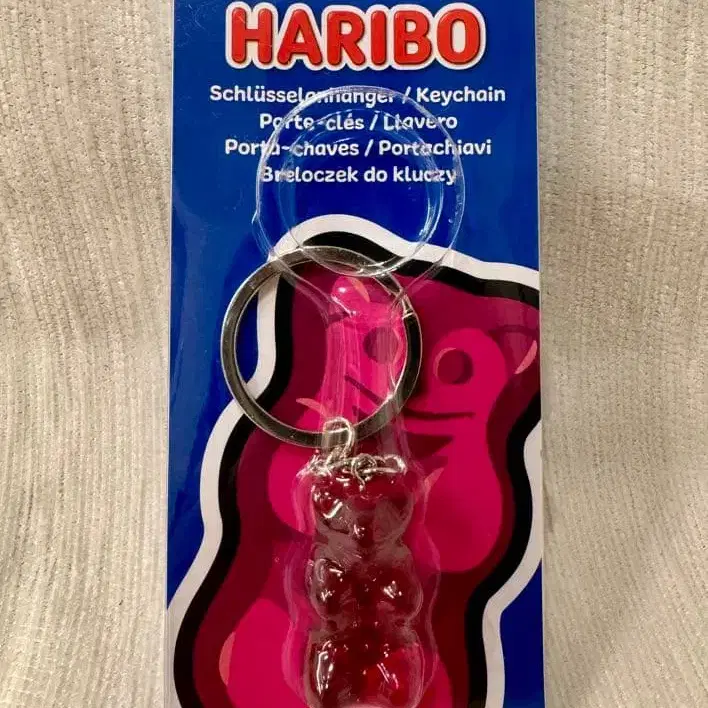 HARIBO
Schlüsselanhänger / Keychain
Porte-clés / Llavero
Porta-chaves / Portachiavi
Breloczek do kluczy